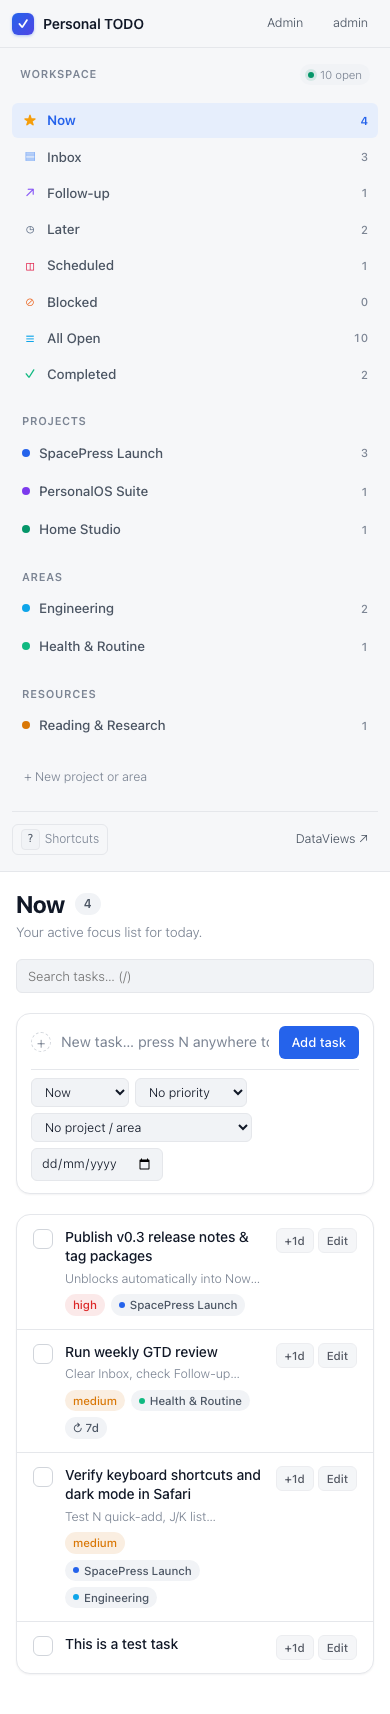 Personal TODO
Admin
admin
WORKSPACE
10 open
Now
4
Inbox
3
Follow-up
1
Later
Scheduled
1
Blocked
0
All Open
10
Completed
2
PROJECTS
SpacePress Launch
3
PersonalOS Suite
1
Home Studio
1
AREAS
Engineering
2
Health & Routine
1
RESOURCES
Reading & Research
1
+ New project or area
? Shortcuts
DataViews ↗
Now
4
Your active focus list for today.
Search tasks... (/)
New task... press N anywhere to
Add task
Now
No priority
No project / area
dd/mm/yyyy
Publish v0.3 release notes &
tag packages
+1d
Edit
Unblocks automatically into Now...
high
SpacePress Launch
Run weekly GTD review
+1d
Edit
Clear Inbox, check Follow-up...
medium
Health & Routine
↻ 7d
Verify keyboard shortcuts and
dark mode in Safari
+1d
Edit
Test N quick-add, J/K list...
medium
SpacePress Launch
Engineering
This is a test task
+1d
Edit